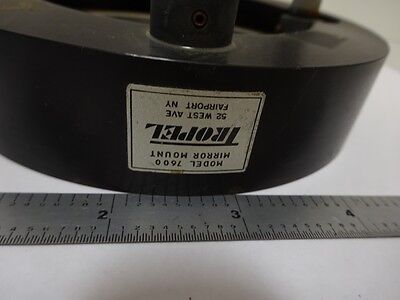 MODEL 7600
MIRROR MOUNT
TROPEL
52 WEST AVE
FAIRPORT NY
2 3 4